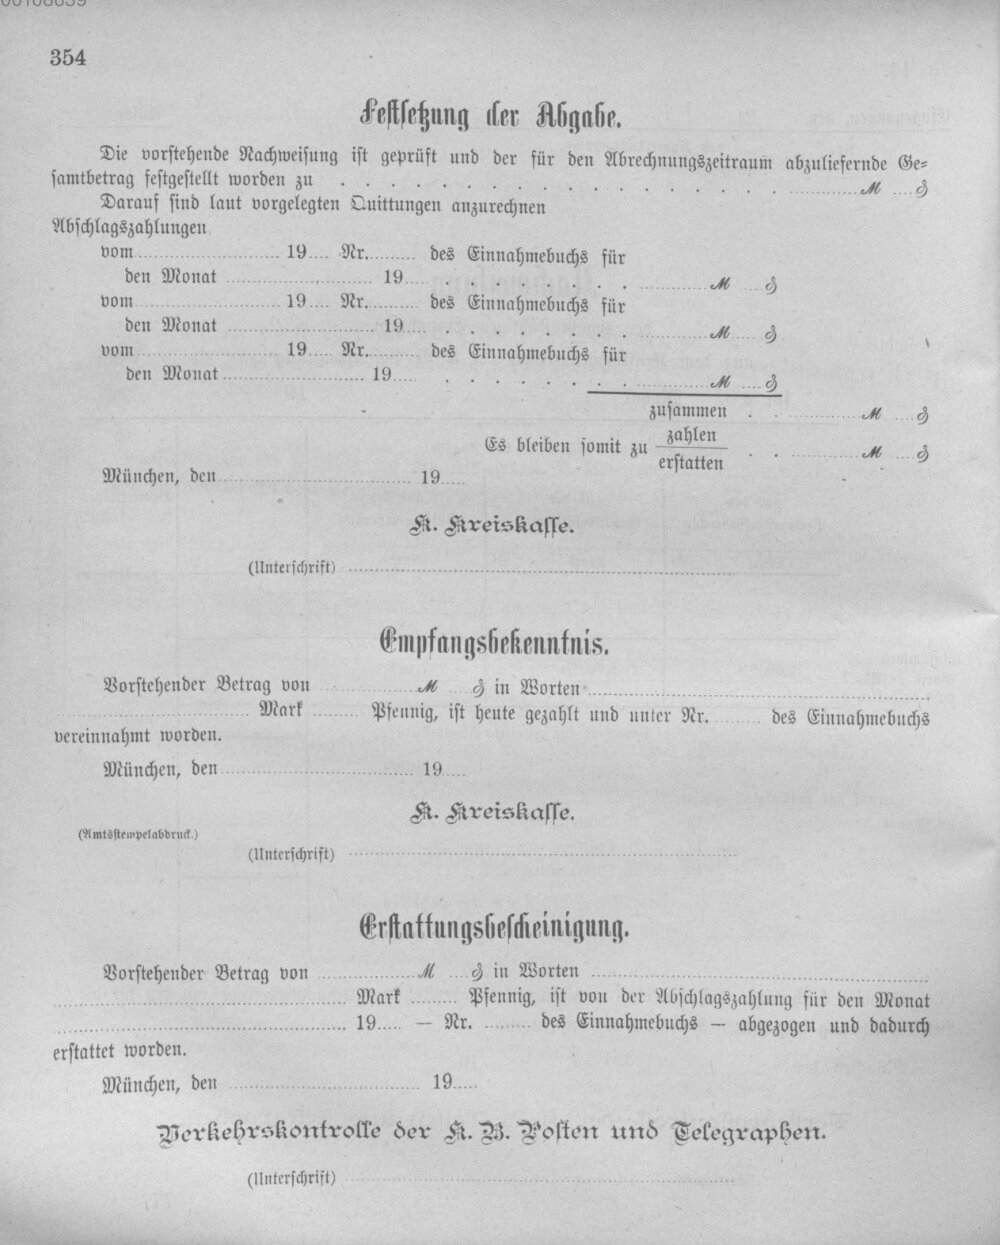 354
Festsetzung der Abgabe.
Die vorstehende Nachweisung ist geprüft und der für den Abrechnungszeitraum abzuliefernde Ge-
samtbetrag festgestellt worden zu . . . . . . . . . . . . . . . . ........ ℳ .... ₰
Darauf sind laut vorgelegten Quittungen anzurechnen
Abschlagszahlungen
vom .................... 19.... Nr. ........ des Einnahmebuchs für
den Monat .................... 19.... . . . . . . . ........ ℳ .... ₰
vom .................... 19.... Nr. ........ des Einnahmebuchs für
den Monat .................... 19.... . . . . . . . ........ ℳ .... ₰
vom .................... 19.... Nr. ........ des Einnahmebuchs für
den Monat .................... 19.... . . . . . . . ........ ℳ .... ₰
zusammen . . ........ ℳ .... ₰
Es bleiben somit zu zahlen
erstatten . . ........ ℳ .... ₰
München, den .................... 19....
K. Kreiskasse.
(Unterschrift) ....................
Empfangsbekenntnis.
Vorstehender Betrag von ............ ℳ .... ₰ in Worten ....................
.................... Mark ........ Pfennig, ist heute gezahlt und unter Nr. ........ des Einnahmebuchs
vereinnahmt worden.
München, den .................... 19....
K. Kreiskasse.
(Amtsstempelabdruck.)
(Unterschrift) ....................
Erstattungsbescheinigung.
Vorstehender Betrag von ............ ℳ .... ₰ in Worten ....................
.................... Mark ........ Pfennig, ist von der Abschlagszahlung für den Monat
.................... 19.... — Nr. ........ des Einnahmebuchs — abgezogen und dadurch
erstattet worden.
München, den .................... 19....
Verkehrskontrolle der K. B. Posten und Telegraphen.
(Unterschrift) ....................